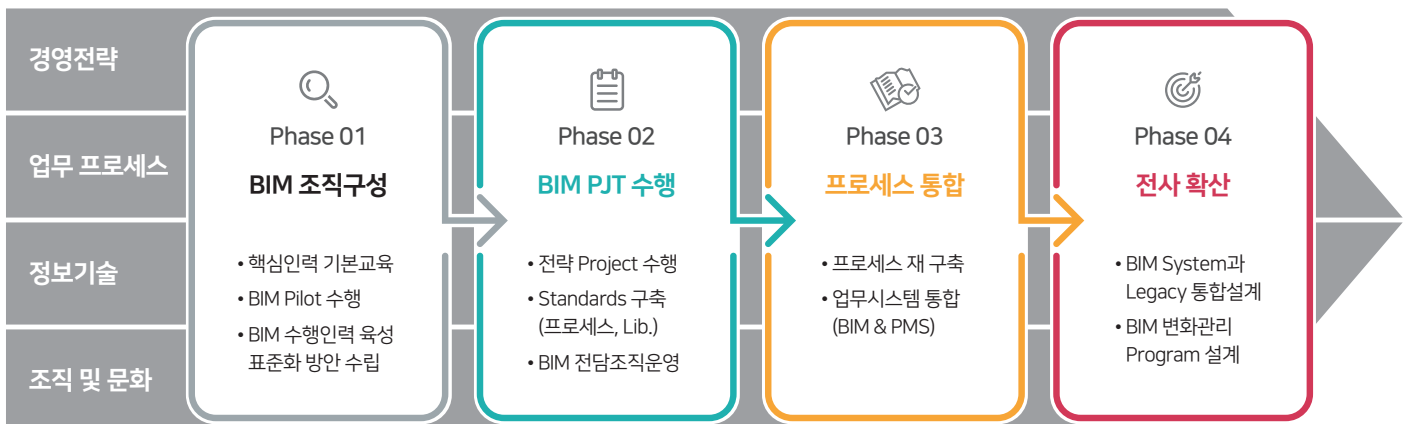 경영전략
업무 프로세스
정보기술
조직 및 문화
Phase 01
BIM 조직구성
• 핵심인력 기본교육
• BIM Pilot 수행
• BIM 수행인력 육성
표준화 방안 수립
Phase 02
BIM PJT 수행
• 전략 Project 수행
• Standards 구축
(프로세스, Lib.)
• BIM 전담조직운영
Phase 03
프로세스 통합
• 프로세스 재 구축
• 업무시스템 통합
(BIM & PMS)
Phase 04
전사 확산
• BIM System과
Legacy 통합설계
• BIM 변화관리
Program 설계